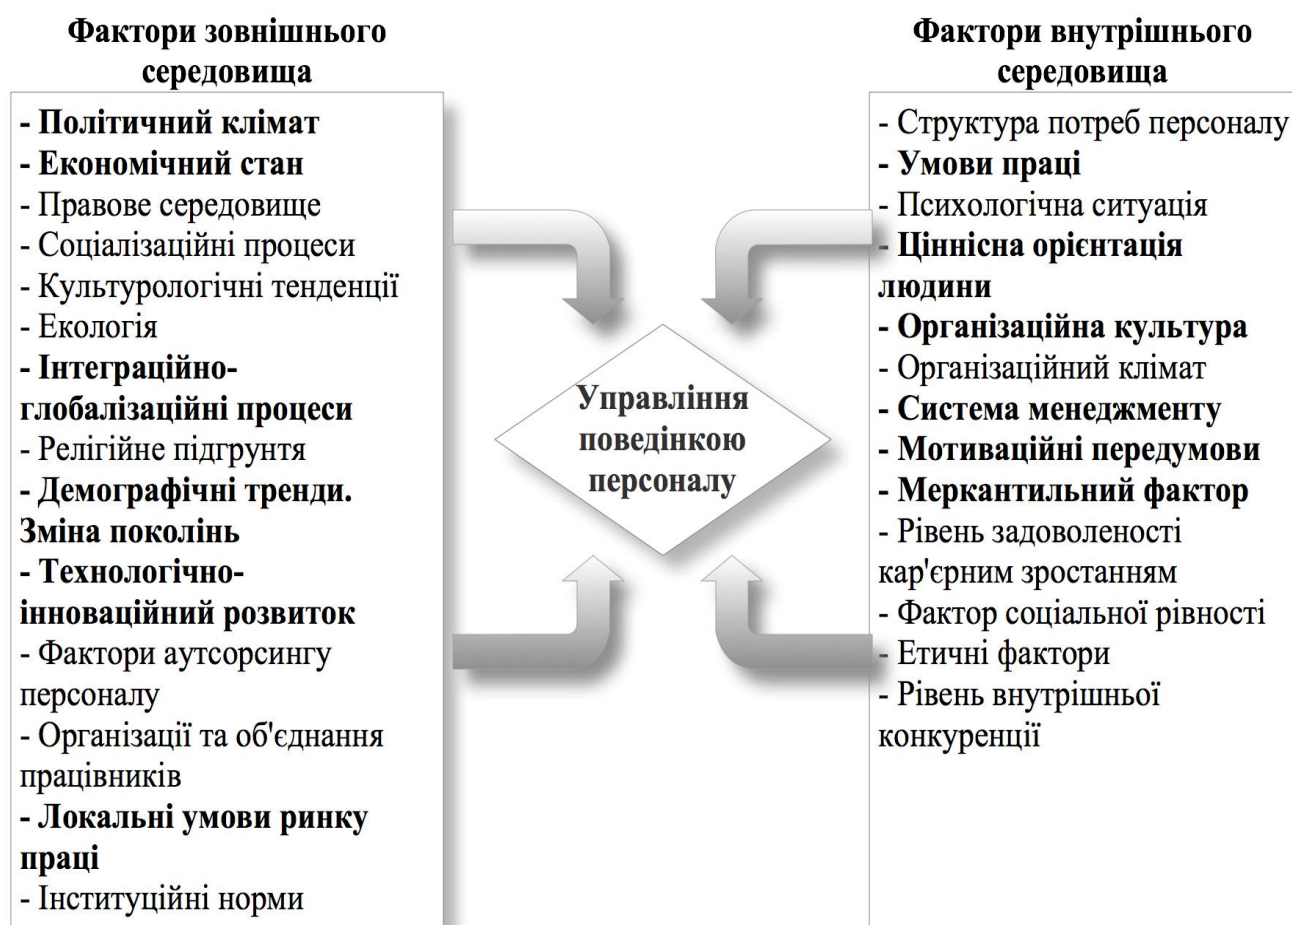 Фактори зовнішнього
середовища
- Політичний клімат
- Економічний стан
- Правове середовище
- Соціалізаційні процеси
- Культурологічні тенденції
- Екологія
- Інтеграційно-
глобалізаційні процеси
- Релігійне підгрунтя
- Демографічні тренди.
Зміна поколінь
- Технологічно-
інноваційний розвиток
- Фактори аутсорсингу
персоналу
- Організації та об'єднання
працівників
- Локальні умови ринку
праці
- Інституційні норми
Управління
поведінкою
персоналу
Фактори внутрішнього
середовища
- Структура потреб персоналу
- Умови праці
- Психологічна ситуація
- Ціннісна орієнтація
людини
- Організаційна культура
- Організаційний клімат
- Система менеджменту
- Мотиваційні передумови
- Меркантильний фактор
- Рівень задоволеності
кар'єрним зростанням
- Фактор соціальної рівності
- Етичні фактори
- Рівень внутрішньої
конкуренції